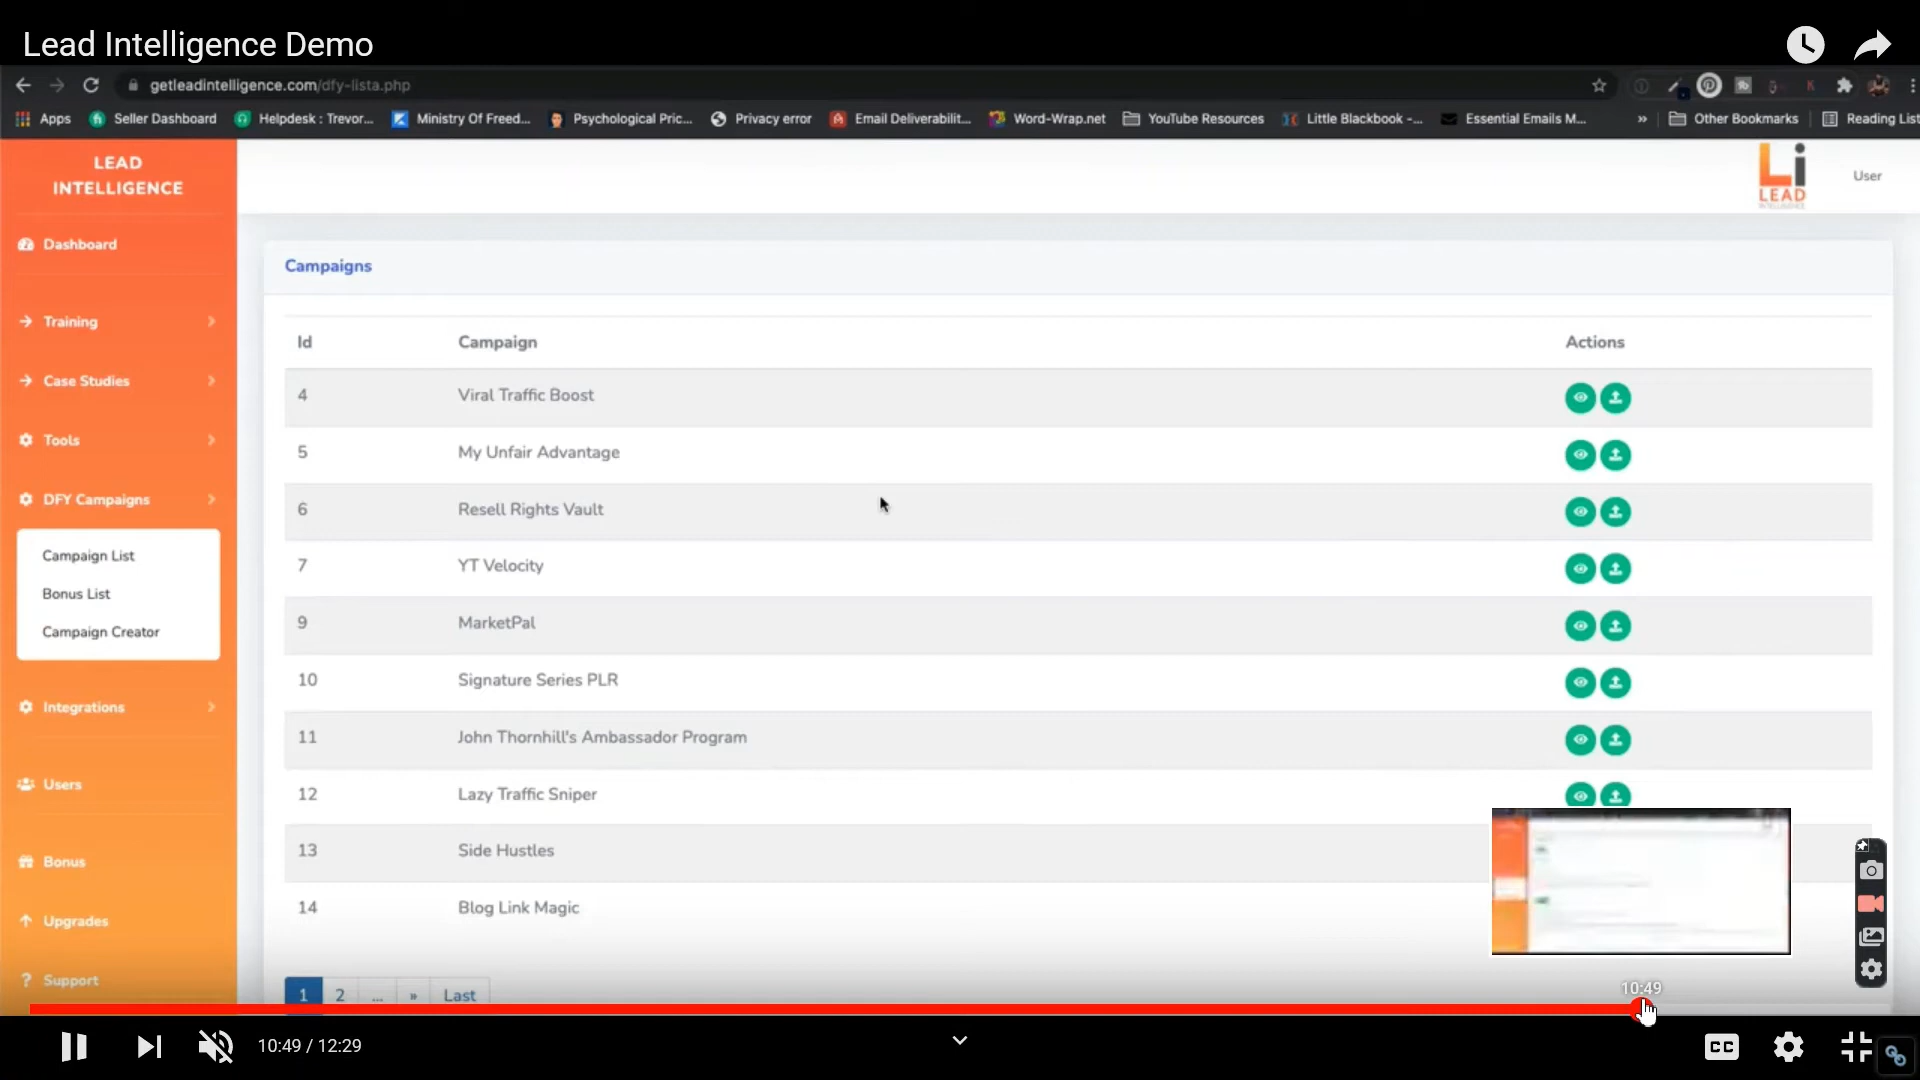 Lead Intelligence Demo
getleadintelligence.com/dfy-lista.php
Apps Seller Dashboard Helpdesk : Trevor... Ministry Of Freed... Psychological Pric... Privacy error Email Deliverabilit... Word-Wrap.net YouTube Resources Little Blackbook -... Essential Emails M... » Other Bookmarks Reading List
LEAD
INTELLIGENCE
Li
LEAD
User
Dashboard
Training
Case Studies
Tools
DFY Campaigns
Campaign List
Bonus List
Campaign Creator
Integrations
Users
Bonus
Upgrades
? Support
Campaigns
Id Campaign Actions
4 Viral Traffic Boost
5 My Unfair Advantage
6 Resell Rights Vault
7 YT Velocity
9 MarketPal
10 Signature Series PLR
11 John Thornhill's Ambassador Program
12 Lazy Traffic Sniper
13 Side Hustles
14 Blog Link Magic
1 2 ... » Last
10:49
10:49 / 12:29
CC